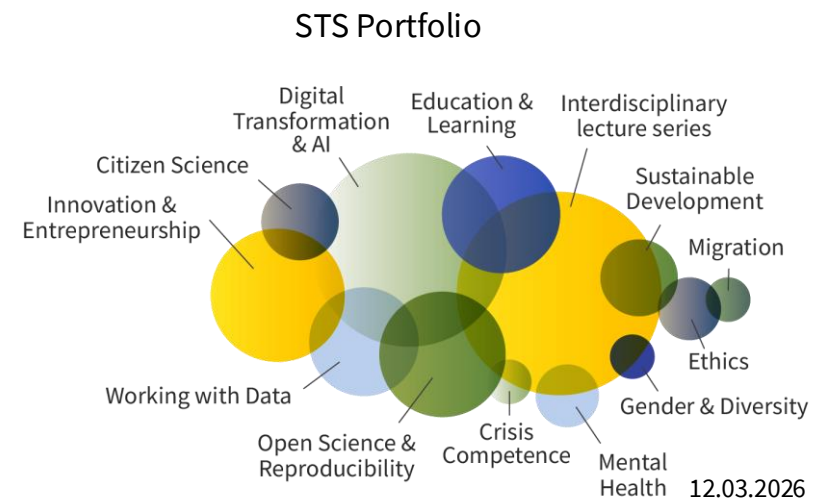 STS Portfolio
Digital
Transformation
& AI
Education &
Learning
Interdisciplinary
lecture series
Citizen Science
Sustainable
Development
Innovation &
Entrepreneurship
Migration
Ethics
Working with Data
Gender & Diversity
Open Science &
Reproducibility
Crisis
Competence
Mental
Health
12.03.2026